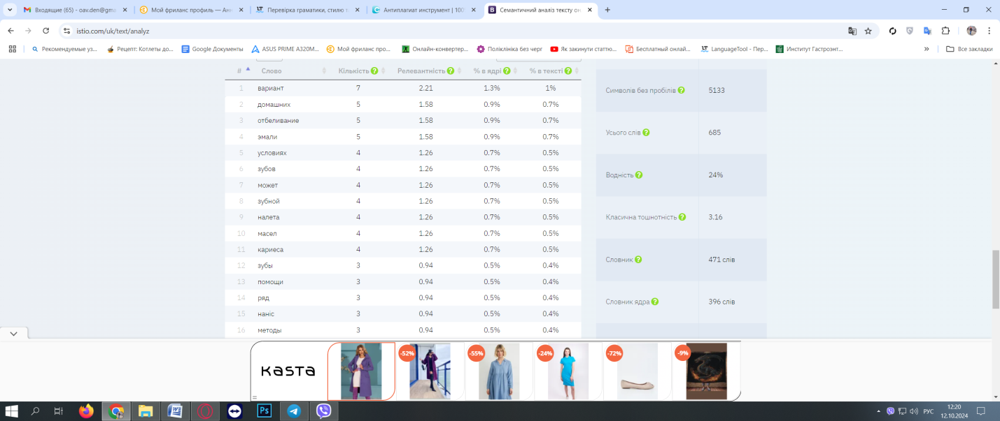 Входящие (65) - oav.den@gma
Мой фриланс профиль — Анн
Перевірка граматики, стилю т
Антиплагиат инструмент | 100
Семантичний аналіз тексту он
istio.com/uk/text/analyz
Рекомендуемые уз...
Рецепт: Котлеты до...
Google Документы
ASUS PRIME A320M...
Мой фриланс про...
Онлайн-конвертер...
Поліклініка без черг
Як закинути статтю...
Бесплатный онлай...
LanguageTool - Пер...
Институт Гастроэнт...
Все закладки
# Слово Кількість Релевантність % в ядрі % в тексті
1 вариант 7 2.21 1.3% 1%
2 домашних 5 1.58 0.9% 0.7%
3 отбеливание 5 1.58 0.9% 0.7%
4 эмали 5 1.58 0.9% 0.7%
5 условиях 4 1.26 0.7% 0.5%
6 зубов 4 1.26 0.7% 0.5%
7 может 4 1.26 0.7% 0.5%
8 зубной 4 1.26 0.7% 0.5%
9 налета 4 1.26 0.7% 0.5%
10 масел 4 1.26 0.7% 0.5%
11 кариеса 4 1.26 0.7% 0.5%
12 зубы 3 0.94 0.5% 0.4%
13 помощи 3 0.94 0.5% 0.4%
14 ряд 3 0.94 0.5% 0.4%
15 наніс 3 0.94 0.5% 0.4%
16 методы 3 0.94 0.5% 0.4%
Символів без пробілів 5133
Усього слів 685
Водність 24%
Класична тошнотність 3.16
Словник 471 слів
Словник ядра 396 слів
KASTA
-52%
-55%
-24%
-72%
-9%
Ps
РУС
12:20
12.10.2024